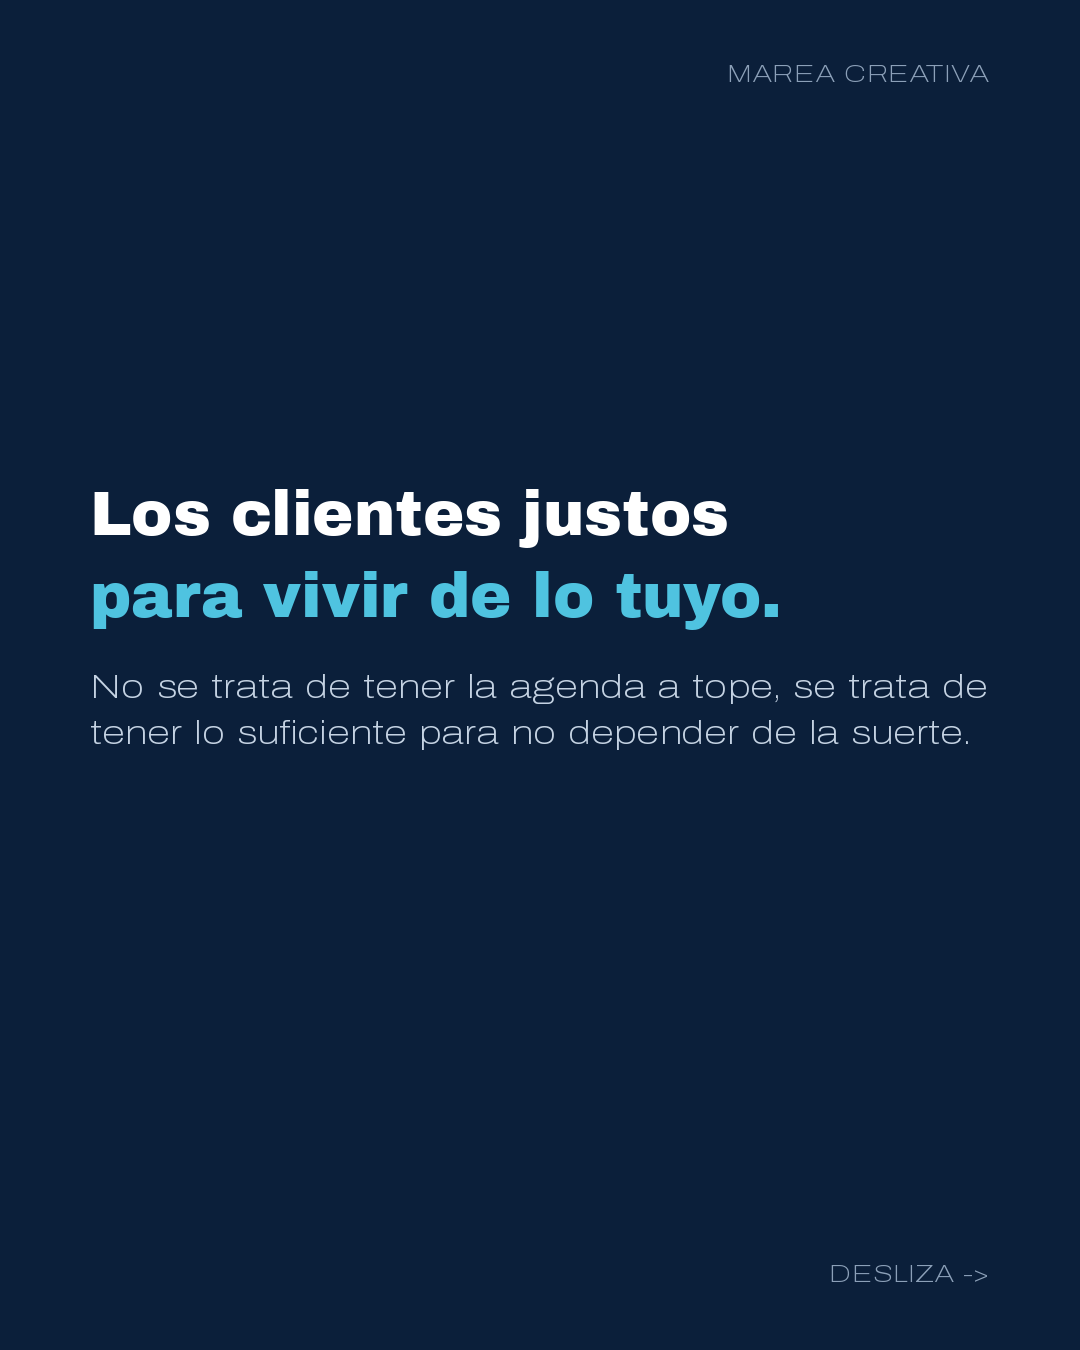 MAREA CREATIVA
Los clientes justos
para vivir de lo tuyo.
No se trata de tener la agenda a tope, se trata de
tener lo suficiente para no depender de la suerte.
DESLIZA ->